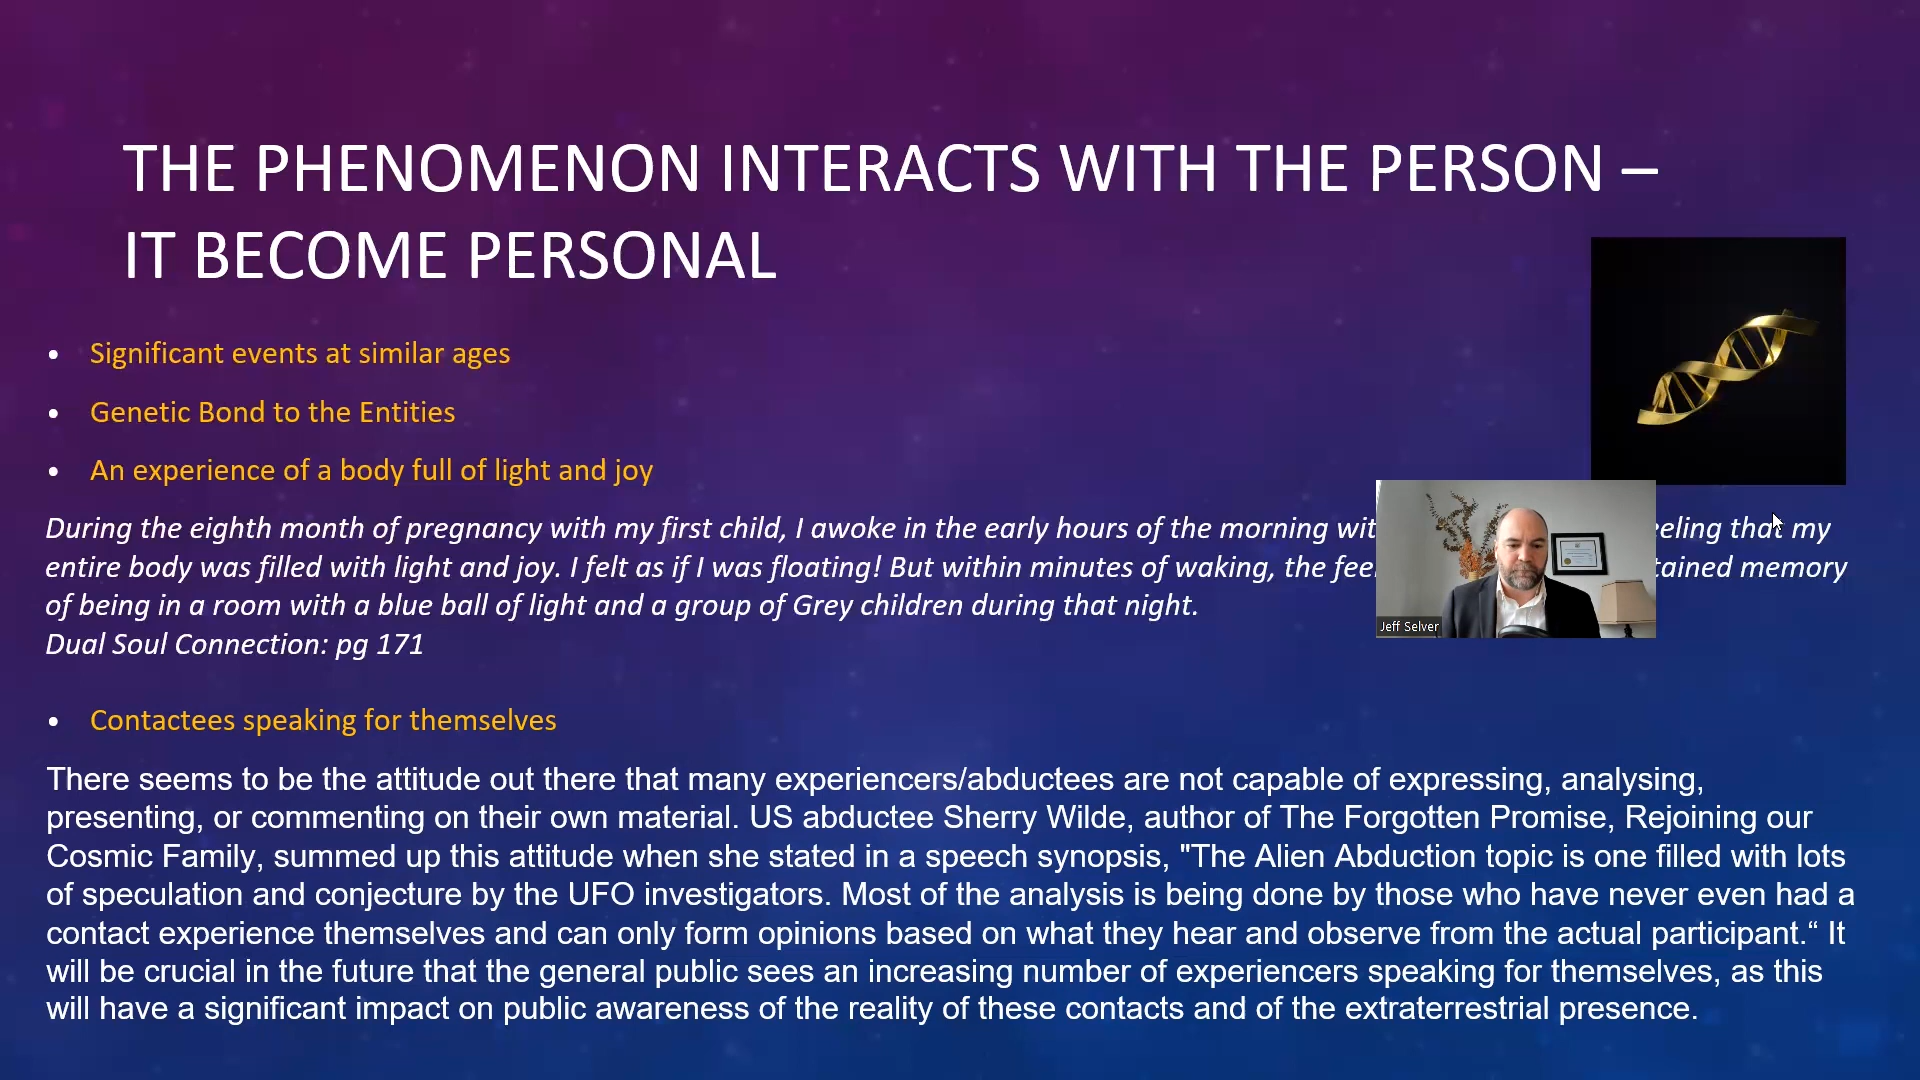 THE PHENOMENON INTERACTS WITH THE PERSON –
IT BECOME PERSONAL
• Significant events at similar ages
• Genetic Bond to the Entities
• An experience of a body full of light and joy
During the eighth month of pregnancy with my first child, I awoke in the early hours of the morning that my
entire body was filled with light and joy. I felt as if I was floating! But within minutes of waking, the memory
of being in a room with a blue ball of light and a group of Grey children during that night.
Dual Soul Connection: pg 171
Jeff Selver
• Contactees speaking for themselves
There seems to be the attitude out there that many experiencers/abductees are not capable of expressing, analysing,
presenting, or commenting on their own material. US abductee Sherry Wilde, author of The Forgotten Promise, Rejoining our
Cosmic Family, summed up this attitude when she stated in a speech synopsis, "The Alien Abduction topic is one filled with lots
of speculation and conjecture by the UFO investigators. Most of the analysis is being done by those who have never even had a
contact experience themselves and can only form opinions based on what they hear and observe from the actual participant.“ It
will be crucial in the future that the general public sees an increasing number of experiencers speaking for themselves, as this
will have a significant impact on public awareness of the reality of these contacts and of the extraterrestrial presence.